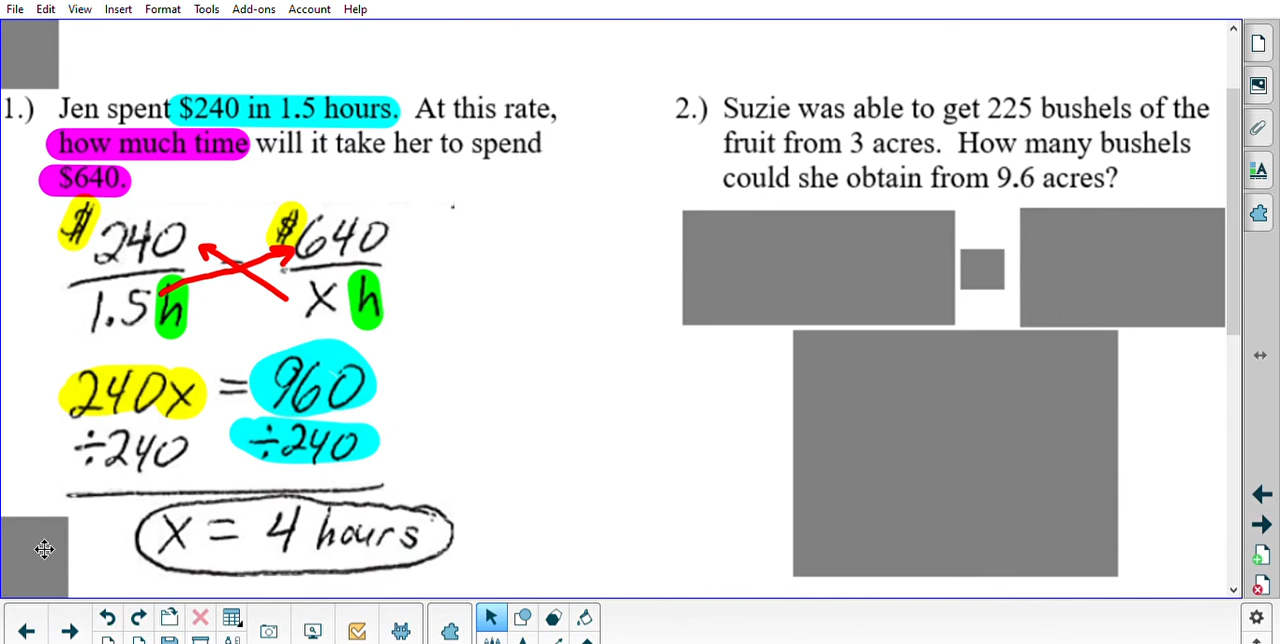 File Edit View Insert Format Tools Add-ons Account Help
1.) Jen spent $240 in 1.5 hours. At this rate,
how much time will it take her to spend
$640.
$240 $640
1.5h x h
240x = 960
÷240 ÷240
x = 4 hours
2.) Suzie was able to get 225 bushels of the
fruit from 3 acres. How many bushels
could she obtain from 9.6 acres?